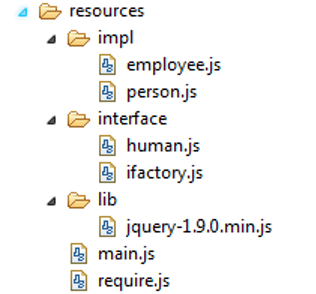 resources
impl
employee.js
person.js
interface
human.js
ifactory.js
lib
jquery-1.9.0.min.js
main.js
require.js